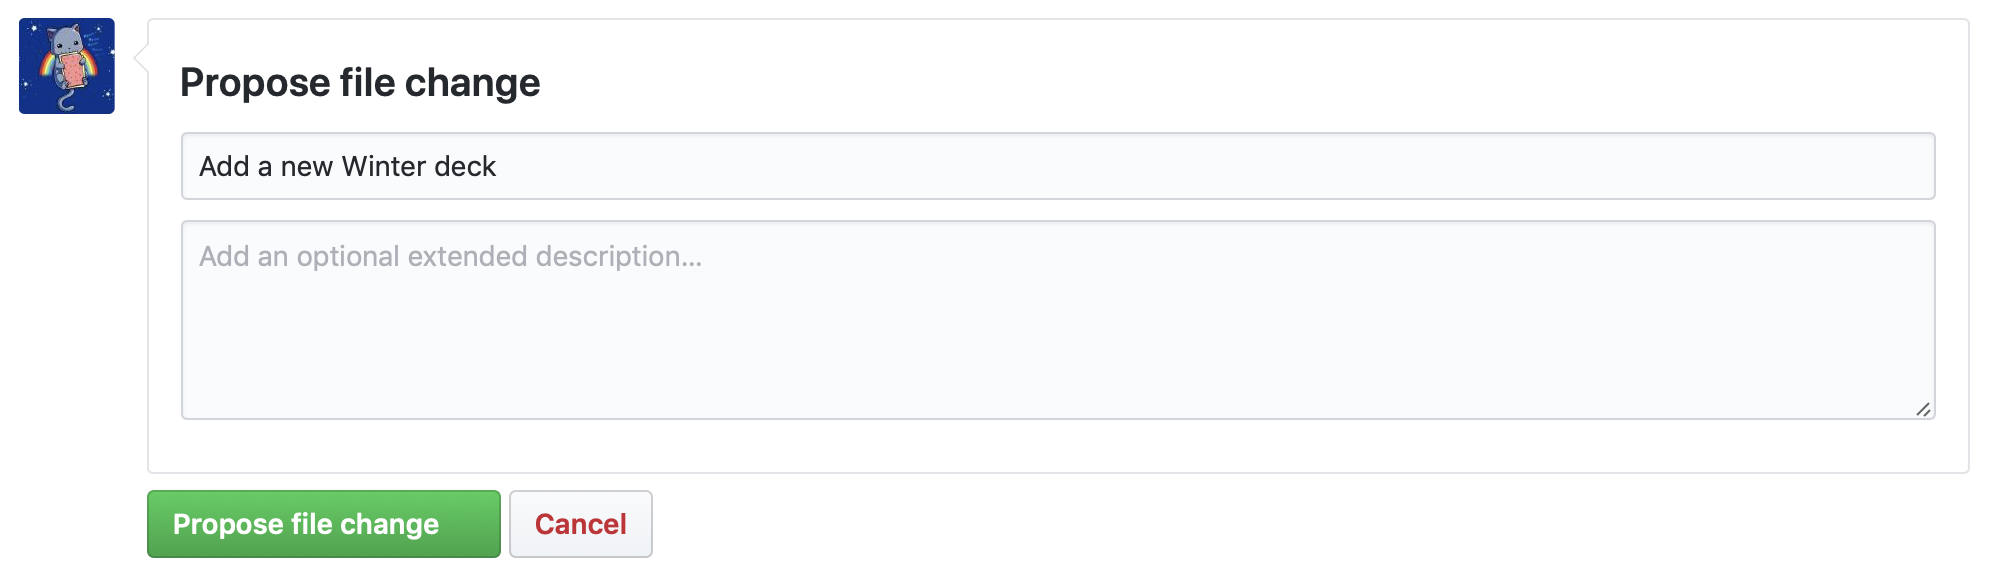 Propose file change
Add a new Winter deck
Add an optional extended description...
Propose file change
Cancel